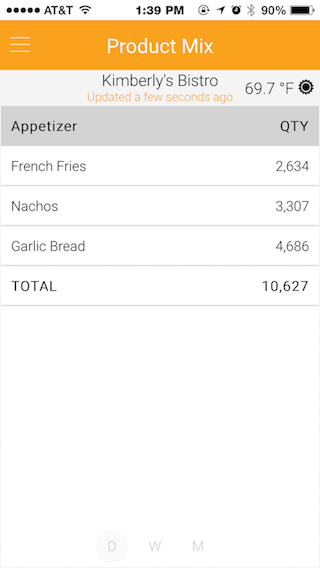 AT&T 1:39 PM 90%
Product Mix
Kimberly's Bistro
Updated a few seconds ago
69.7 °F
Appetizer QTY
French Fries 2,634
Nachos 3,307
Garlic Bread 4,686
TOTAL 10,627
D W M